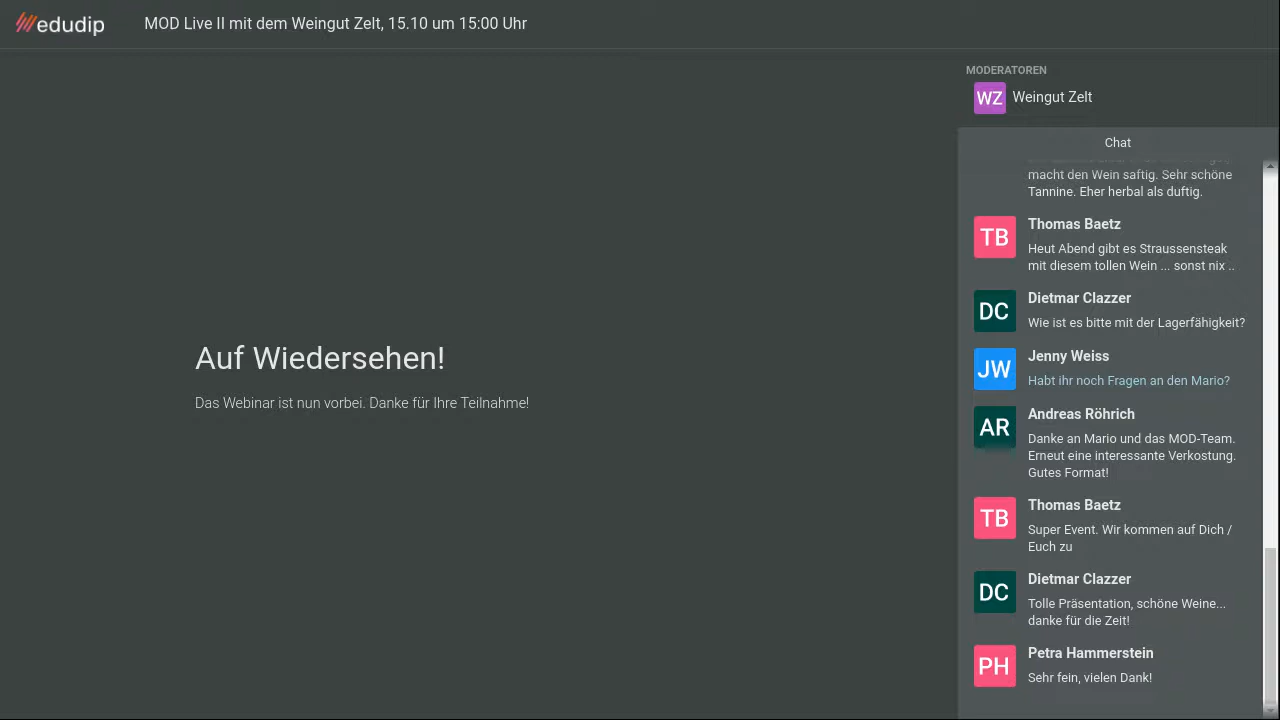 edudip
MOD Live II mit dem Weingut Zelt, 15.10 um 15:00 Uhr
Auf Wiedersehen!
Das Webinar ist nun vorbei. Danke für Ihre Teilnahme!
MODERATOREN
WZ Weingut Zelt
Chat
macht den Wein saftig. Sehr schöne
Tannine. Eher herbal als duftig.
TB Thomas Baetz
Heut Abend gibt es Straussensteak
mit diesem tollen Wein ... sonst nix ..
DC Dietmar Clazzer
Wie ist es bitte mit der Lagerfähigkeit?
JW Jenny Weiss
Habt ihr noch Fragen an den Mario?
AR Andreas Röhrich
Danke an Mario und das MOD-Team.
Erneut eine interessante Verkostung.
Gutes Format!
TB Thomas Baetz
Super Event. Wir kommen auf Dich /
Euch zu
DC Dietmar Clazzer
Tolle Präsentation, schöne Weine...
danke für die Zeit!
PH Petra Hammerstein
Sehr fein, vielen Dank!